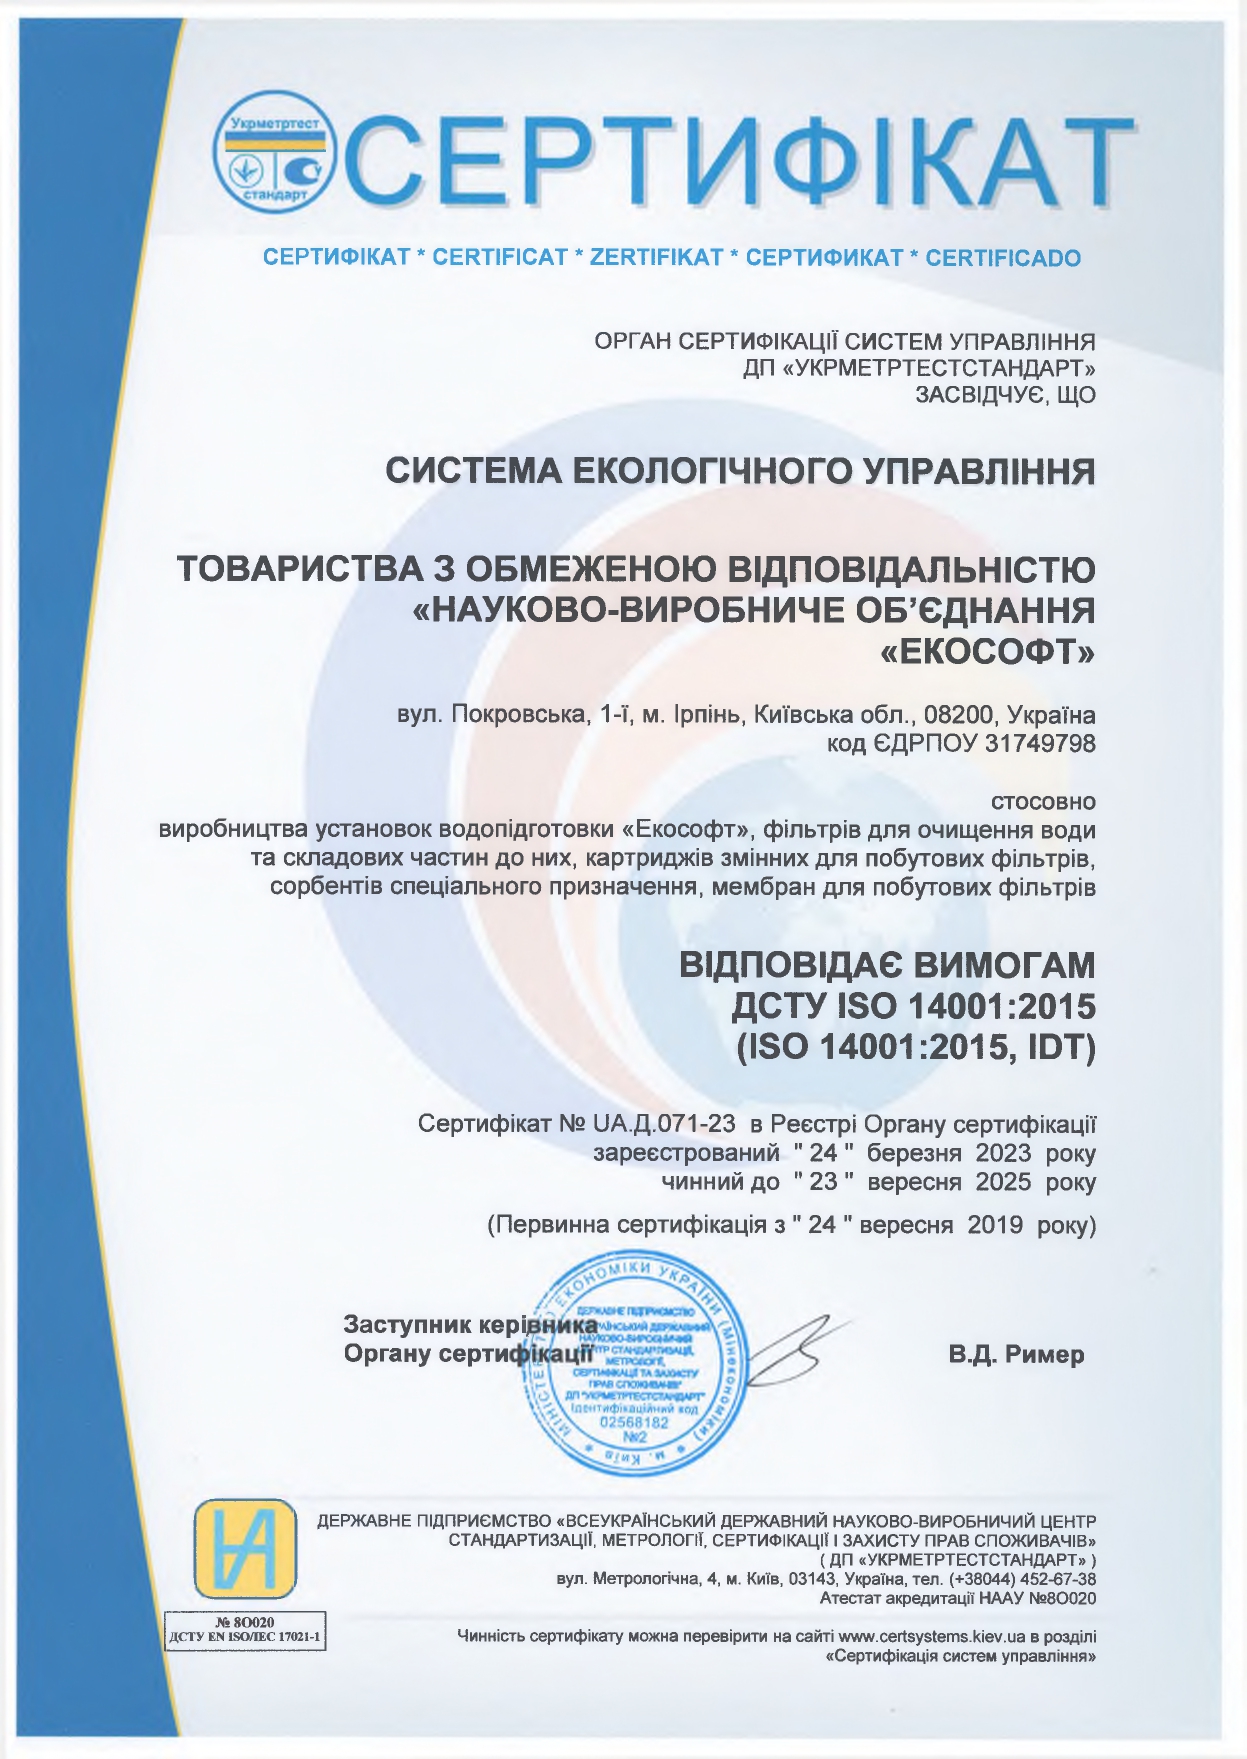 Укрметртест
стандарт
СЕРТИФІКАТ
СЕРТИФІКАТ * CERTIFICAT * ZERTIFIKAT * СЕРТИФИКАТ * CERTIFICADO
ОРГАН СЕРТИФІКАЦІЇ СИСТЕМ УПРАВЛІННЯ
ДП «УКРМЕТРТЕСТСТАНДАРТ»
ЗАСВІДЧУЄ, ЩО
СИСТЕМА ЕКОЛОГІЧНОГО УПРАВЛІННЯ
ТОВАРИСТВА З ОБМЕЖЕНОЮ ВІДПОВІДАЛЬНІСТЮ
«НАУКОВО-ВИРОБНИЧЕ ОБ’ЄДНАННЯ
«ЕКОСОФТ»
вул. Покровська, 1-ї, м. Ірпінь, Київська обл., 08200, Україна
код ЄДРПОУ 31749798
стосовно
виробництва установок водопідготовки «Екософт», фільтрів для очищення води
та складових частин до них, картриджів змінних для побутових фільтрів,
сорбентів спеціального призначення, мембран для побутових фільтрів
ВІДПОВІДАЄ ВИМОГАМ
ДСТУ ISO 14001:2015
(ISO 14001:2015, IDT)
Сертифікат № UA.Д.071-23 в Реєстрі Органу сертифікації
зареєстрований " 24 " березня 2023 року
чинний до " 23 " вересня 2025 року
(Первинна сертифікація з " 24 " вересня 2019 року)
Заступник керівника
Органу сертифікації
В.Д. Ример
МІНІСТЕРСТВО ЕКОНОМІКИ УКРАЇНИ (Мінекономіки)
* м. Київ *
ДЕРЖАВНЕ ПІДПРИЄМСТВО
НАУКОВО-ВИРОБНИЧИЙ
ЦЕНТР СТАНДАРТИЗАЦІЇ,
МЕТРОЛОГІЇ,
СЕРТИФІКАЦІЇ ТА ЗАХИСТУ
ПРАВ СПОЖИВАЧІВ"
ДП "УКРМЕТРТЕСТСТАНДАРТ"
Ідентифікаційний код
02568182
№2
ДЕРЖАВНЕ ПІДПРИЄМСТВО «ВСЕУКРАЇНСЬКИЙ ДЕРЖАВНИЙ НАУКОВО-ВИРОБНИЧИЙ ЦЕНТР
СТАНДАРТИЗАЦІЇ, МЕТРОЛОГІЇ, СЕРТИФІКАЦІЇ І ЗАХИСТУ ПРАВ СПОЖИВАЧІВ»
( ДП «УКРМЕТРТЕСТСТАНДАРТ» )
вул. Метрологічна, 4, м. Київ, 03143, Україна, тел. (+38044) 452-67-38
Атестат акредитації НААУ №8О020
№ 8О020
ДСТУ EN ISO/IEC 17021-1
Чинність сертифікату можна перевірити на сайті www.certsystems.kiev.ua в розділі
«Сертифікація систем управління»